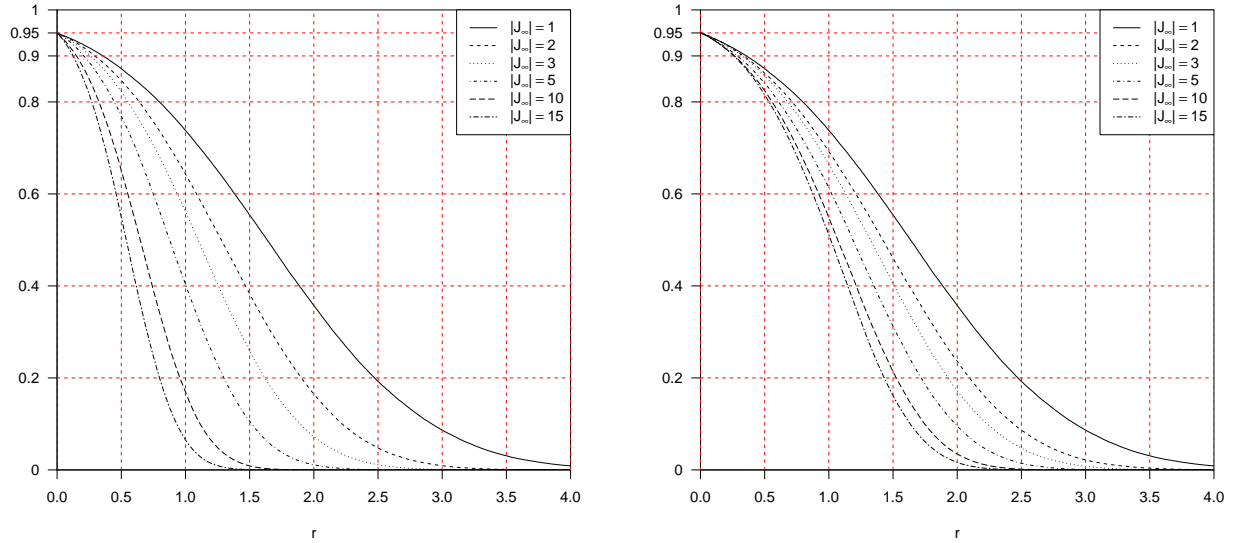 1
0.95
0.9
0.8
0.6
0.4
0.2
0
0.0 0.5 1.0 1.5 2.0 2.5 3.0 3.5 4.0
r
|J∞| = 1
|J∞| = 2
|J∞| = 3
|J∞| = 5
|J∞| = 10
|J∞| = 15
1
0.95
0.9
0.8
0.6
0.4
0.2
0
0.0 0.5 1.0 1.5 2.0 2.5 3.0 3.5 4.0
r
|J∞| = 1
|J∞| = 2
|J∞| = 3
|J∞| = 5
|J∞| = 10
|J∞| = 15